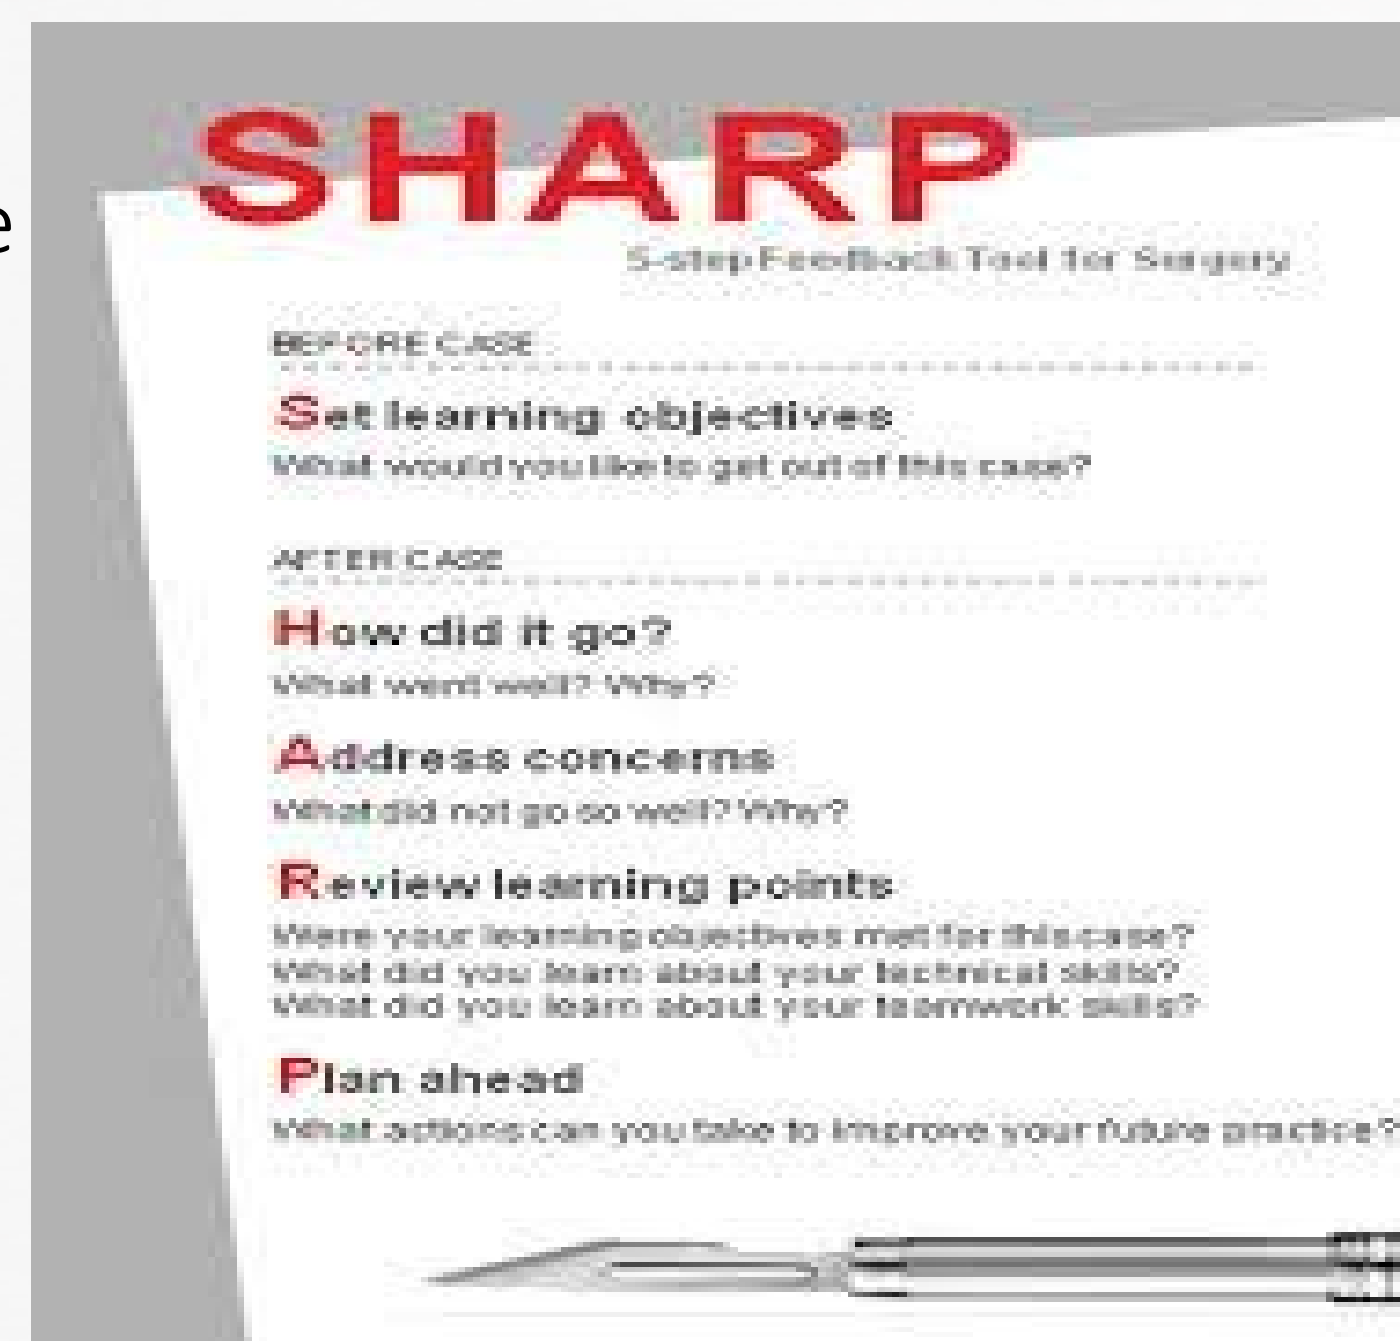 SHARP
e
5-step Feedback Tool for Surgery
BEFORE CASE
Set learning objectives
What would you like to get out of this case?
AFTER CASE
How did it go?
What went well? Why?
Address concerns
What did not go so well? Why?
Review learning points
Were your learning objectives met for this case?
What did you learn about your technical skills?
What did you learn about your teamwork skills?
Plan ahead
What actions can you take to improve your future practice?